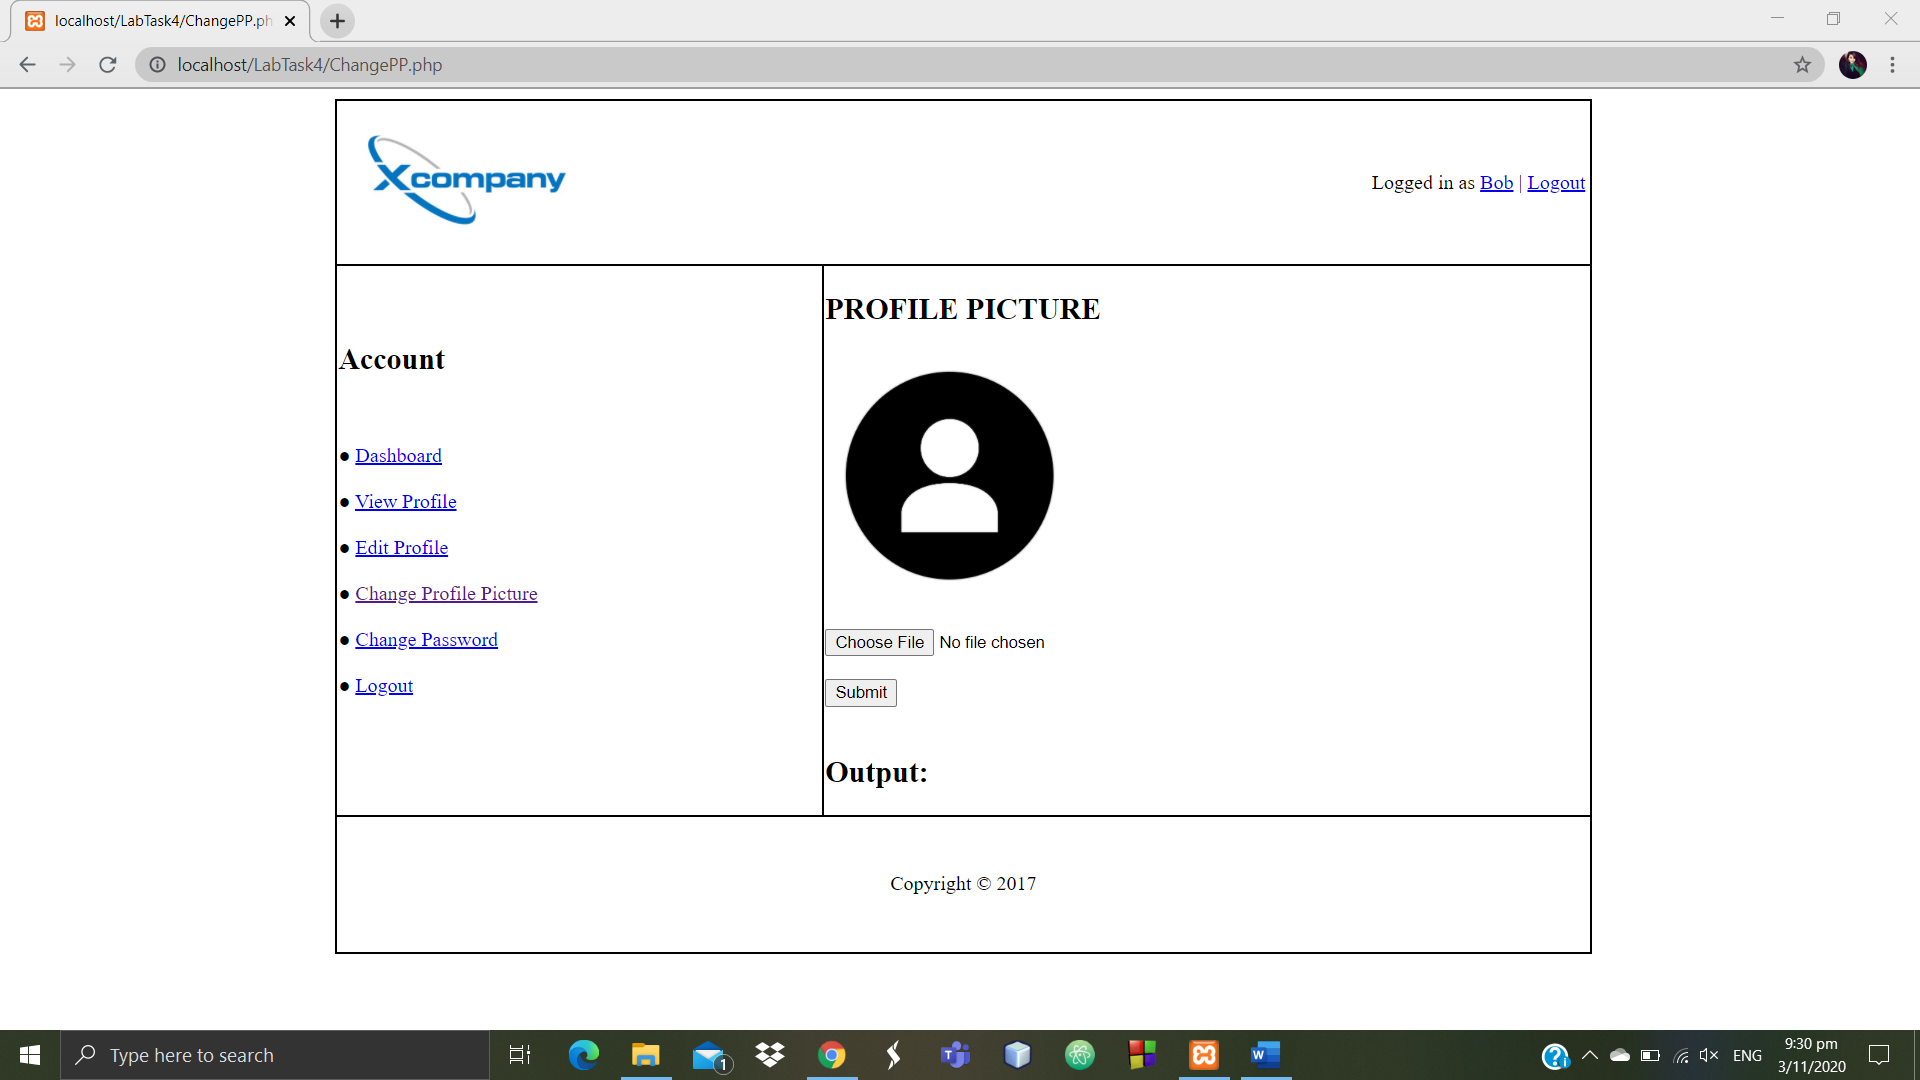 localhost/LabTask4/ChangePP.ph
localhost/LabTask4/ChangePP.php
Xcompany
Logged in as Bob | Logout
PROFILE PICTURE
Account
● Dashboard
● View Profile
● Edit Profile
● Change Profile Picture
● Change Password
● Logout
Choose File No file chosen
Submit
Output:
Copyright © 2017
Type here to search
1
ENG
9:30 pm
3/11/2020